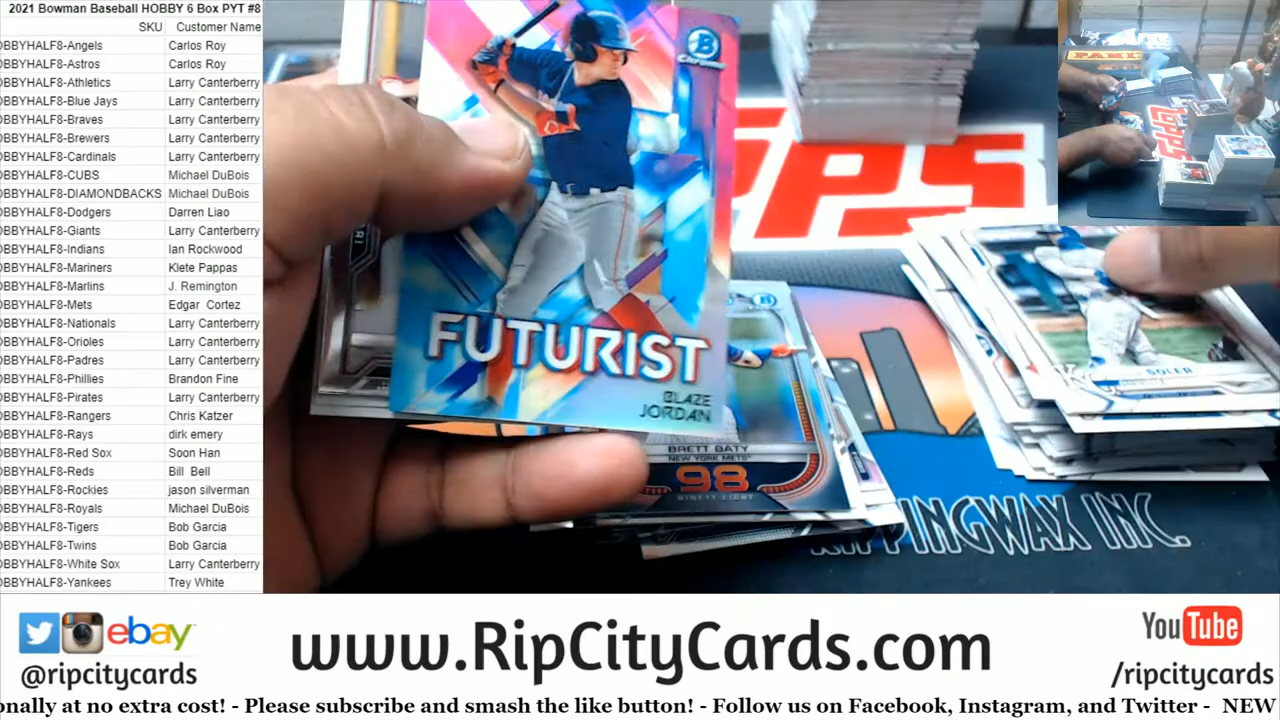 2021 Bowman Baseball HOBBY 6 Box PYT #8
SKU Customer Name
OBBYHALF8-Angels Carlos Roy
OBBYHALF8-Astros Carlos Roy
OBBYHALF8-Athletics Larry Canterberry
OBBYHALF8-Blue Jays Larry Canterberry
OBBYHALF8-Braves Larry Canterberry
OBBYHALF8-Brewers Larry Canterberry
OBBYHALF8-Cardinals Larry Canterberry
OBBYHALF8-CUBS Michael DuBois
OBBYHALF8-DIAMONDBACKS Michael DuBois
OBBYHALF8-Dodgers Darren Liao
OBBYHALF8-Giants Larry Canterberry
OBBYHALF8-Indians Ian Rockwood
OBBYHALF8-Mariners Klete Pappas
OBBYHALF8-Marlins J. Remington
OBBYHALF8-Mets Edgar Cortez
OBBYHALF8-Nationals Larry Canterberry
OBBYHALF8-Orioles Larry Canterberry
OBBYHALF8-Padres Larry Canterberry
OBBYHALF8-Phillies Brandon Fine
OBBYHALF8-Pirates Larry Canterberry
OBBYHALF8-Rangers Chris Katzer
OBBYHALF8-Rays dirk emery
OBBYHALF8-Red Sox Soon Han
OBBYHALF8-Reds Bill Bell
OBBYHALF8-Rockies jason silverman
OBBYHALF8-Royals Michael DuBois
OBBYHALF8-Tigers Bob Garcia
OBBYHALF8-Twins Bob Garcia
OBBYHALF8-White Sox Larry Canterberry
OBBYHALF8-Yankees Trey White
B
Chrome
FUTURIST
BLAZE
JORDAN
BRETT BATY
NEW YORK METS
98
NINETY-EIGHT
PPS
SOLER
RIPPINGWAX INC.
PANINI
TOPPS
ebay
@ripcitycards
www.RipCityCards.com
YouTube
/ripcitycards
onally at no extra cost! - Please subscribe and smash the like button! - Follow us on Facebook, Instagram, and Twitter - NEW